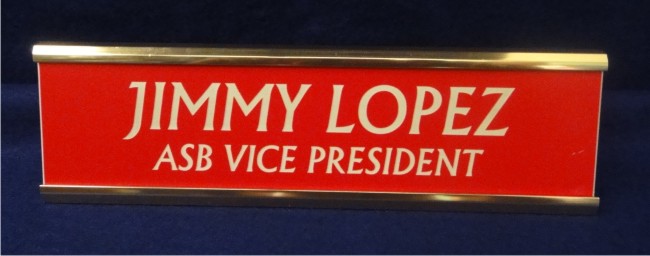 JIMMY LOPEZ
ASB VICE PRESIDENT